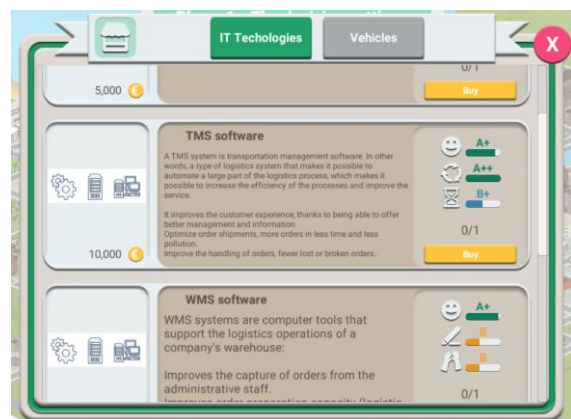 IT Techologies
Vehicles
X
0/1
5,000
Buy
TMS software
A TMS system is transportation management software. In other
words, a type of logistics system that makes it possible to
automate a large part of the logistics process, which makes it
possible to increase the efficiency of the processes and improve the
service.
It improves the customer experience, thanks to being able to offer
better management and information.
Optimize order shipments, more orders in less time and less
pollution.
Improve the handling of orders, fewer lost or broken orders..
A+
A++
B+
0/1
10,000
Buy
WMS software
WMS systems are computer tools that
support the logistics operations of a
company's warehouse:
Improves the capture of orders from the
administrative staff.
Improves order preparation capacity (logistic
A+
B
B
0/1